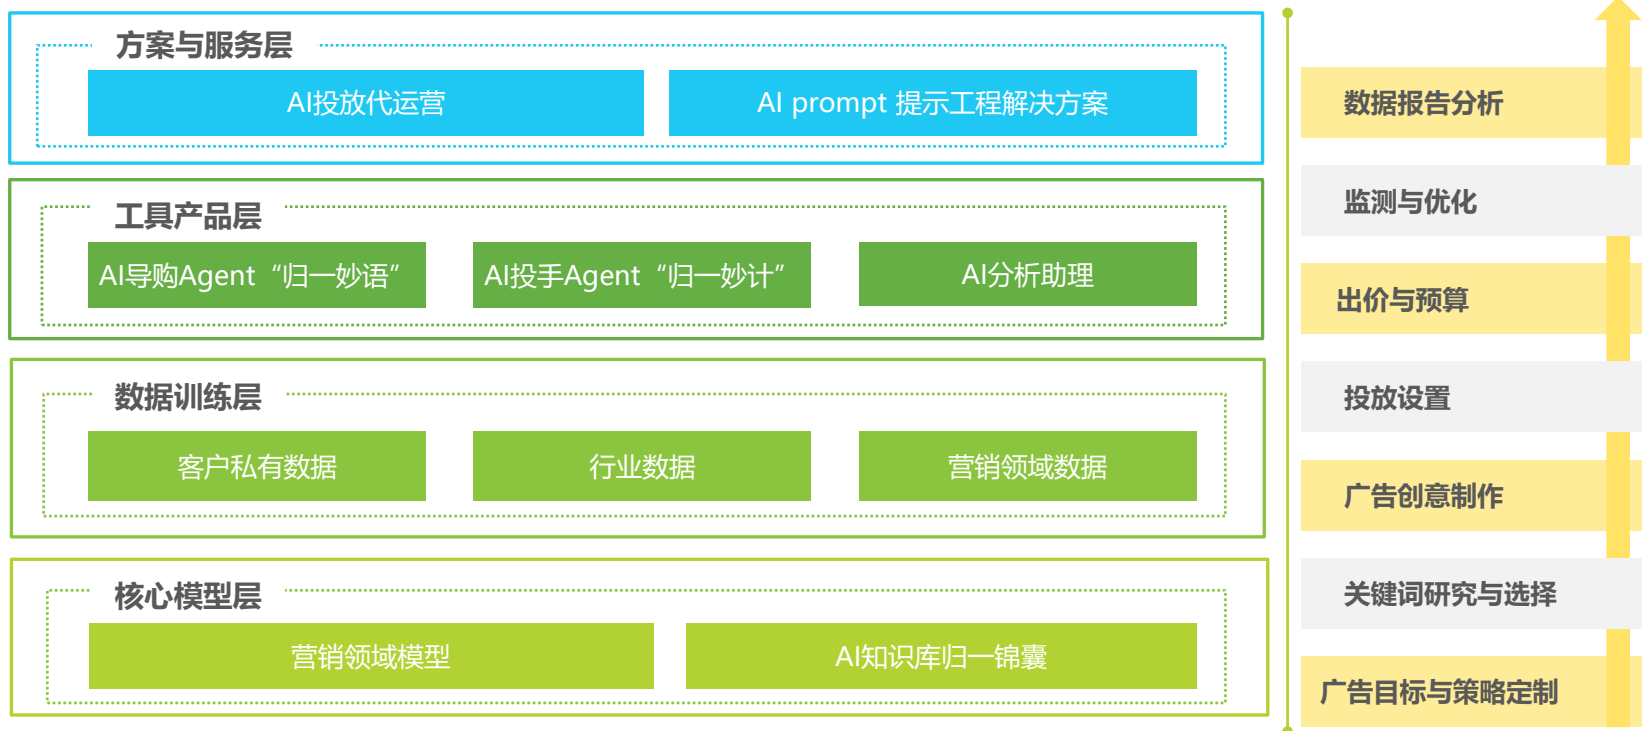 方案与服务层
AI投放代运营
AI prompt 提示工程解决方案
工具产品层
AI导购Agent“归一妙语”
AI投手Agent“归一妙计”
AI分析助理
数据训练层
客户私有数据
行业数据
营销领域数据
核心模型层
营销领域模型
AI知识库归一锦囊
数据报告分析
监测与优化
出价与预算
投放设置
广告创意制作
关键词研究与选择
广告目标与策略定制